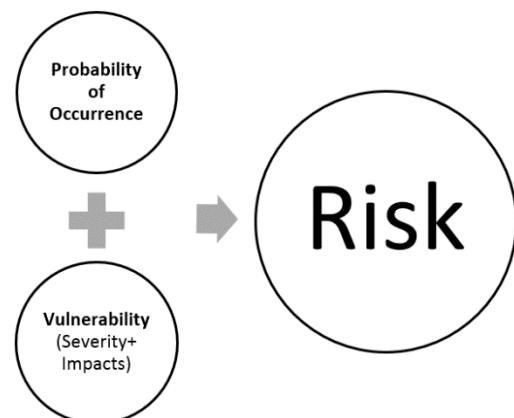 Probability
of
Occurrence
Vulnerability
(Severity+
Impacts)
Risk